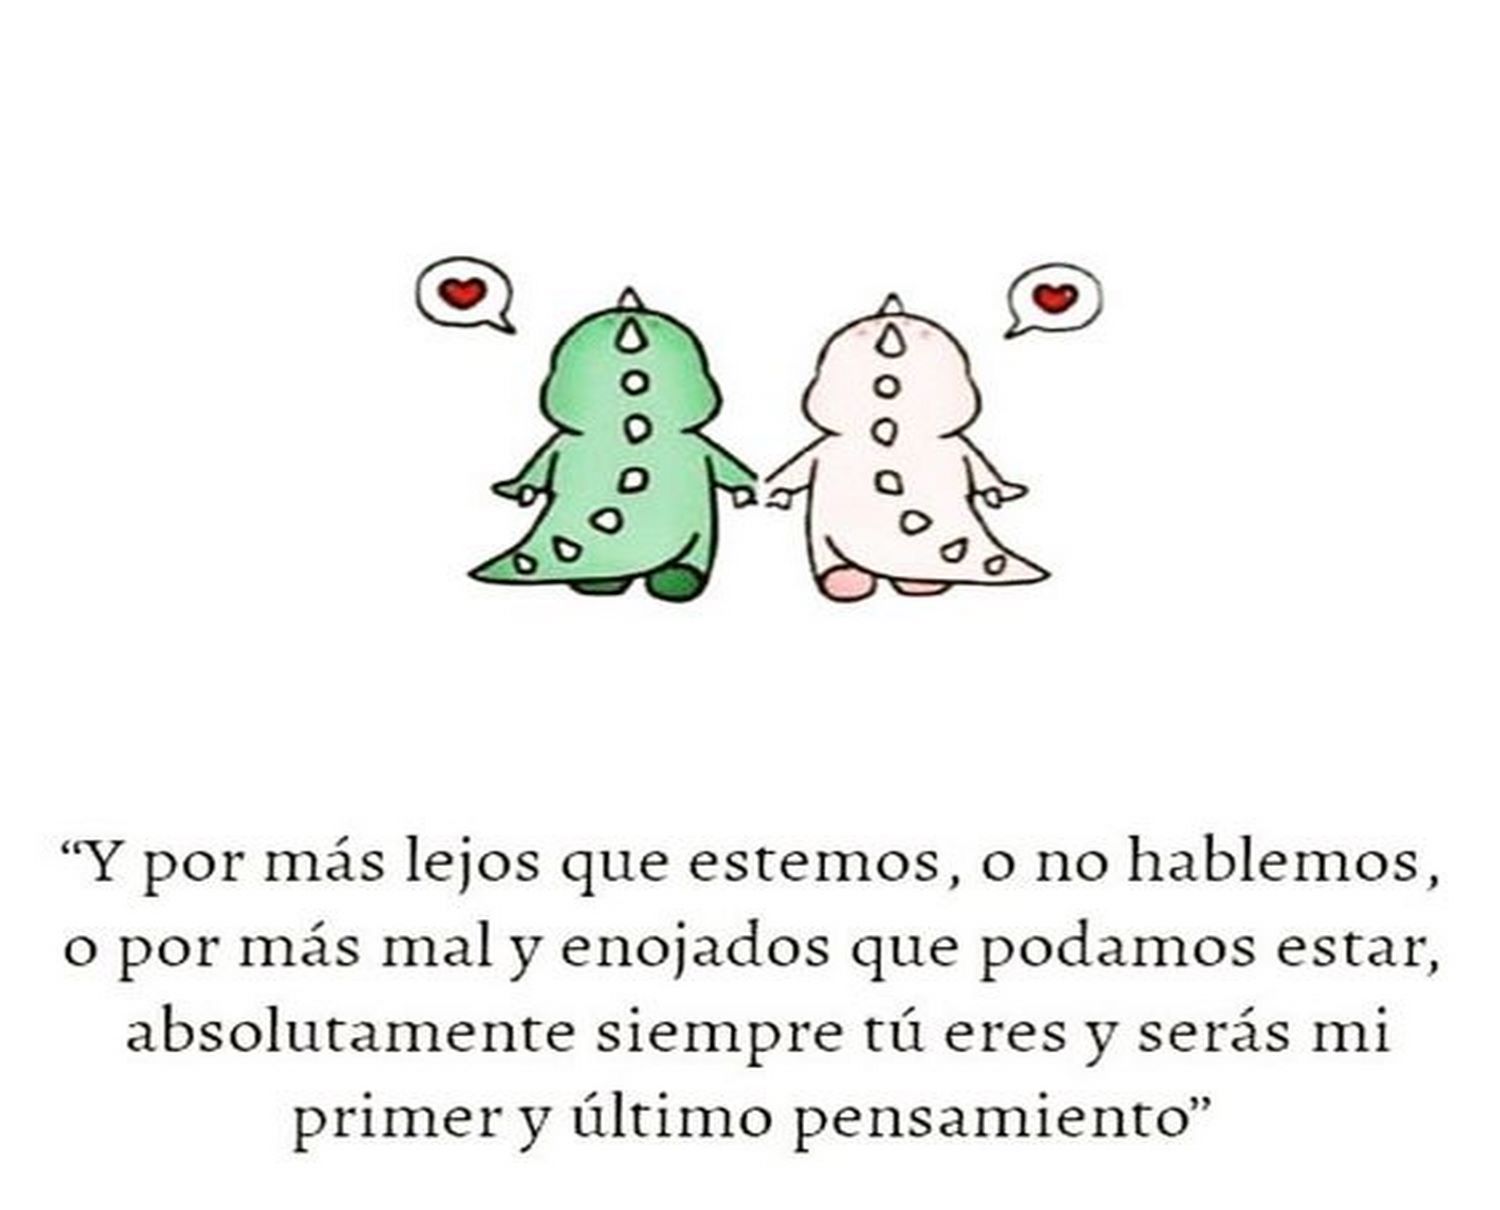 “Y por más lejos que estemos, o no hablemos,
o por más mal y enojados que podamos estar,
absolutamente siempre tú eres y serás mi
primer y último pensamiento”